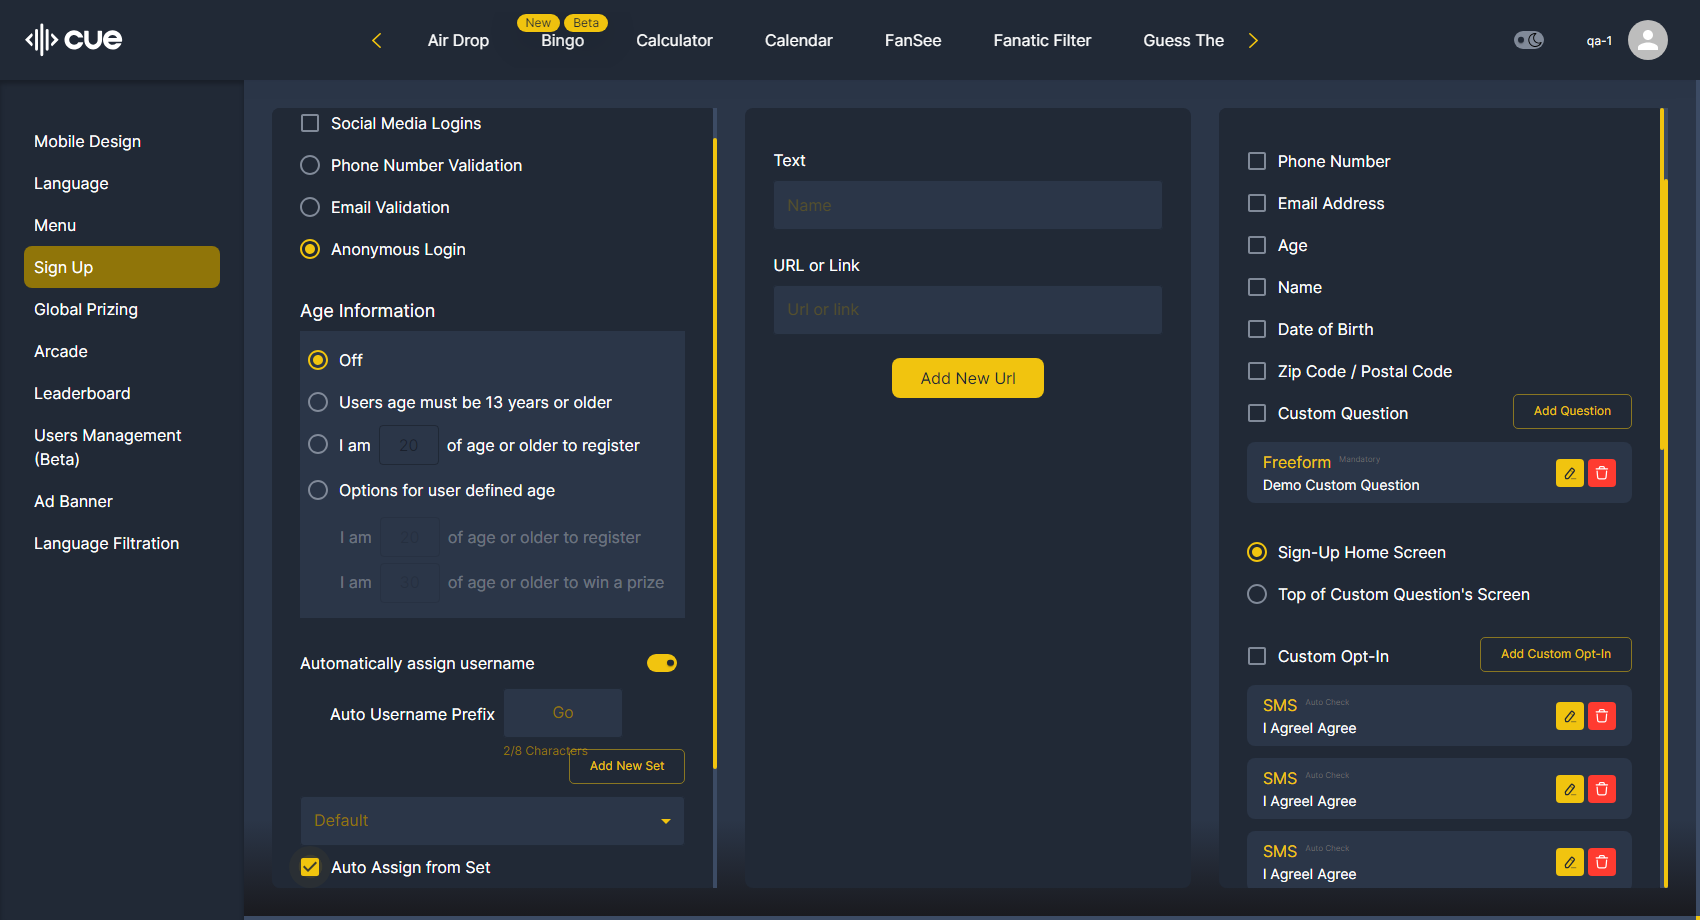 cue
Air Drop
New
Beta
Bingo
Calculator
Calendar
FanSee
Fanatic Filter
Guess The
qa-1
Mobile Design
Language
Menu
Sign Up
Global Prizing
Arcade
Leaderboard
Users Management
(Beta)
Ad Banner
Language Filtration
Social Media Logins
Phone Number Validation
Email Validation
Anonymous Login
Age Information
Off
Users age must be 13 years or older
I am 20 of age or older to register
Options for user defined age
I am 20 of age or older to register
I am 30 of age or older to win a prize
Automatically assign username
Auto Username Prefix Go
2/8 Characters
Add New Set
Default
Auto Assign from Set
Text
Name
URL or Link
Url or link
Add New Url
Phone Number
Email Address
Age
Name
Date of Birth
Zip Code / Postal Code
Custom Question
Add Question
Freeform Mandatory
Demo Custom Question
Sign-Up Home Screen
Top of Custom Question's Screen
Custom Opt-In
Add Custom Opt-In
SMS Auto Check
I Agreel Agree
SMS Auto Check
I Agreel Agree
SMS Auto Check
I Agreel Agree